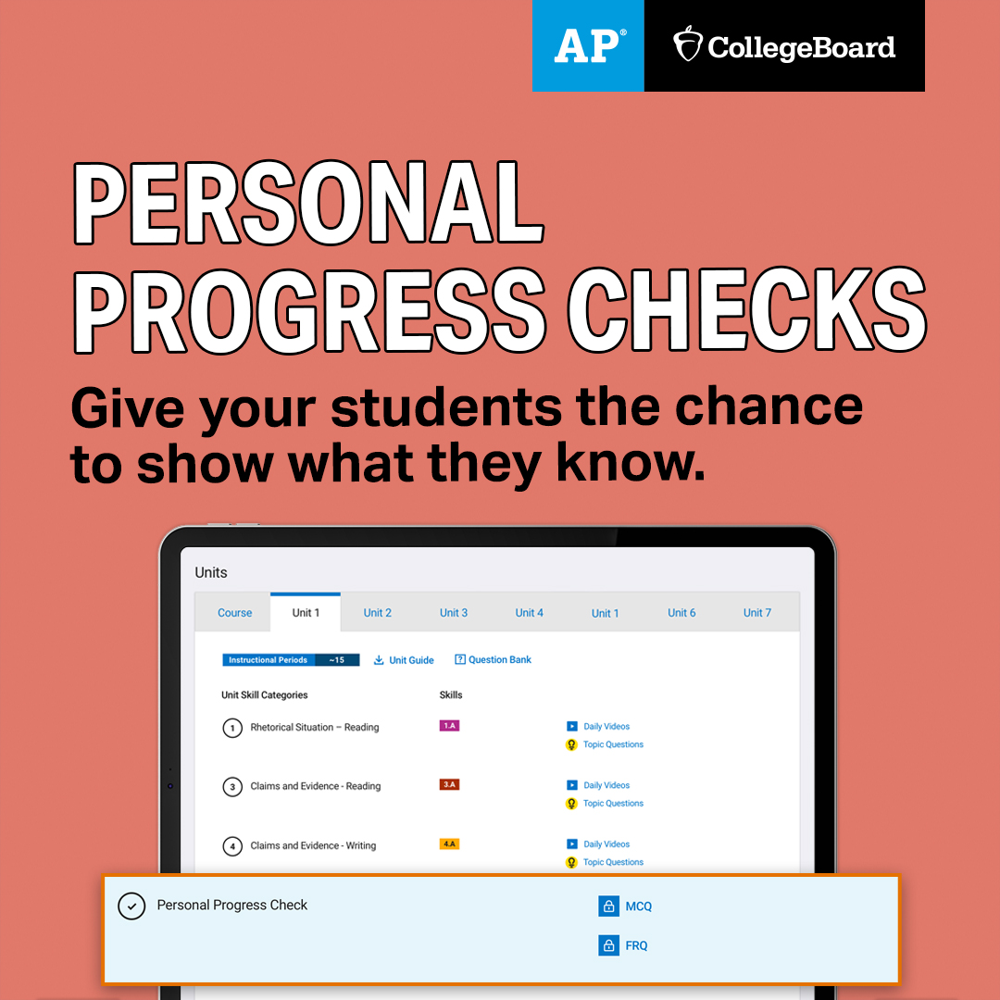 AP®
CollegeBoard
PERSONAL
PROGRESS CHECKS
Give your students the chance
to show what they know.
Units
Course Unit 1 Unit 2 Unit 3 Unit 4 Unit 1 Unit 6 Unit 7
Instructional Periods ~15 Unit Guide ? Question Bank
Unit Skill Categories Skills
1 Rhetorical Situation – Reading 1.A Daily Videos
Topic Questions
3 Claims and Evidence - Reading 3.A Daily Videos
Topic Questions
4 Claims and Evidence - Writing 4.A Daily Videos
Topic Questions
Personal Progress Check MCQ
FRQ